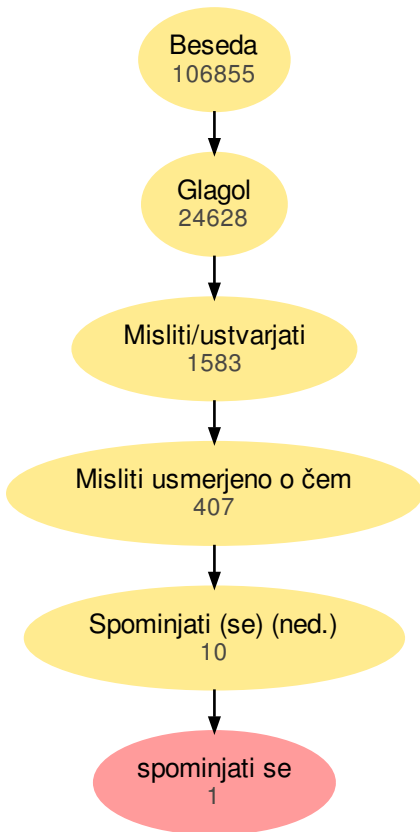 Beseda
106855
Glagol
24628
Misliti/ustvarjati
1583
Misliti usmerjeno o čem
407
Spominjati (se) (ned.)
10
spominjati se
1